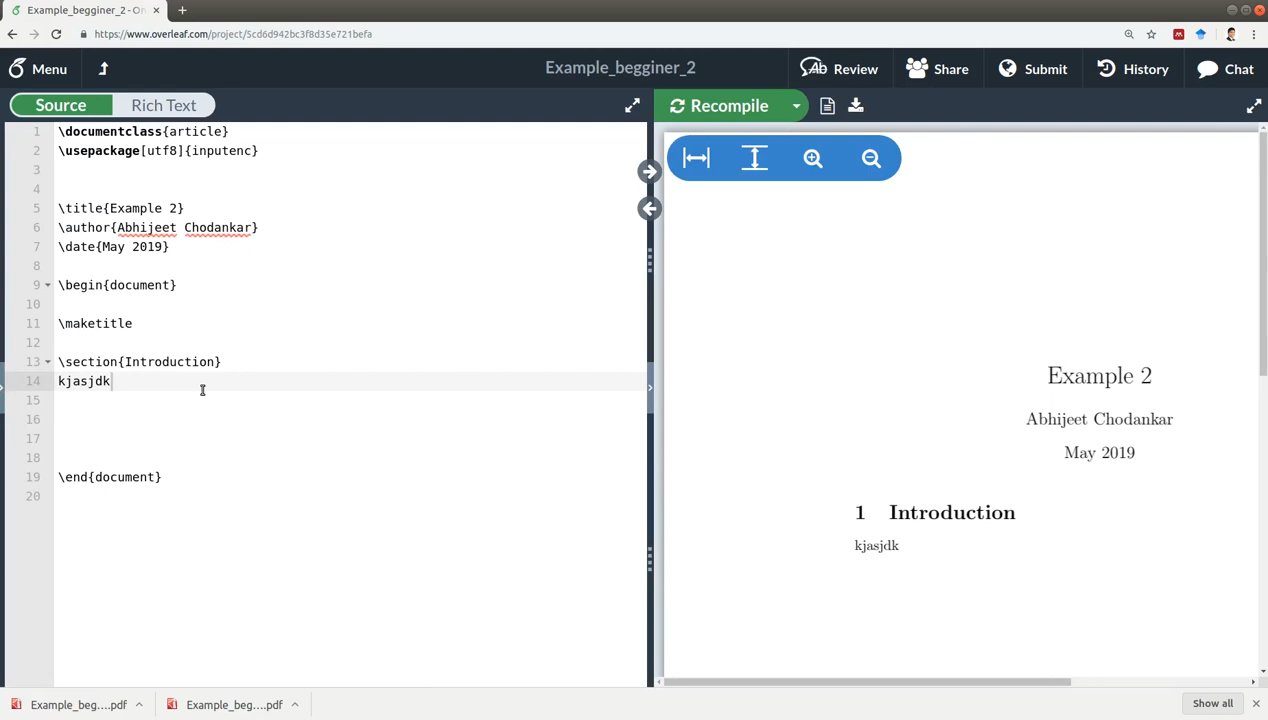 Example_begginer_2 - On
https://www.overleaf.com/project/5cd6d942bc3f8d35e721befa
Menu
Example_begginer_2
Review
Share
Submit
History
Chat
Source
Rich Text
Recompile
1 \documentclass{article}
2 \usepackage[utf8]{inputenc}
3
4
5 \title{Example 2}
6 \author{Abhijeet Chodankar}
7 \date{May 2019}
8
9 \begin{document}
10
11 \maketitle
12
13 \section{Introduction}
14 kjasjdk
15
16
17
18
19 \end{document}
20
Example 2
Abhijeet Chodankar
May 2019
1 Introduction
kjasjdk
Example_beg....pdf
Example_beg....pdf
Show all